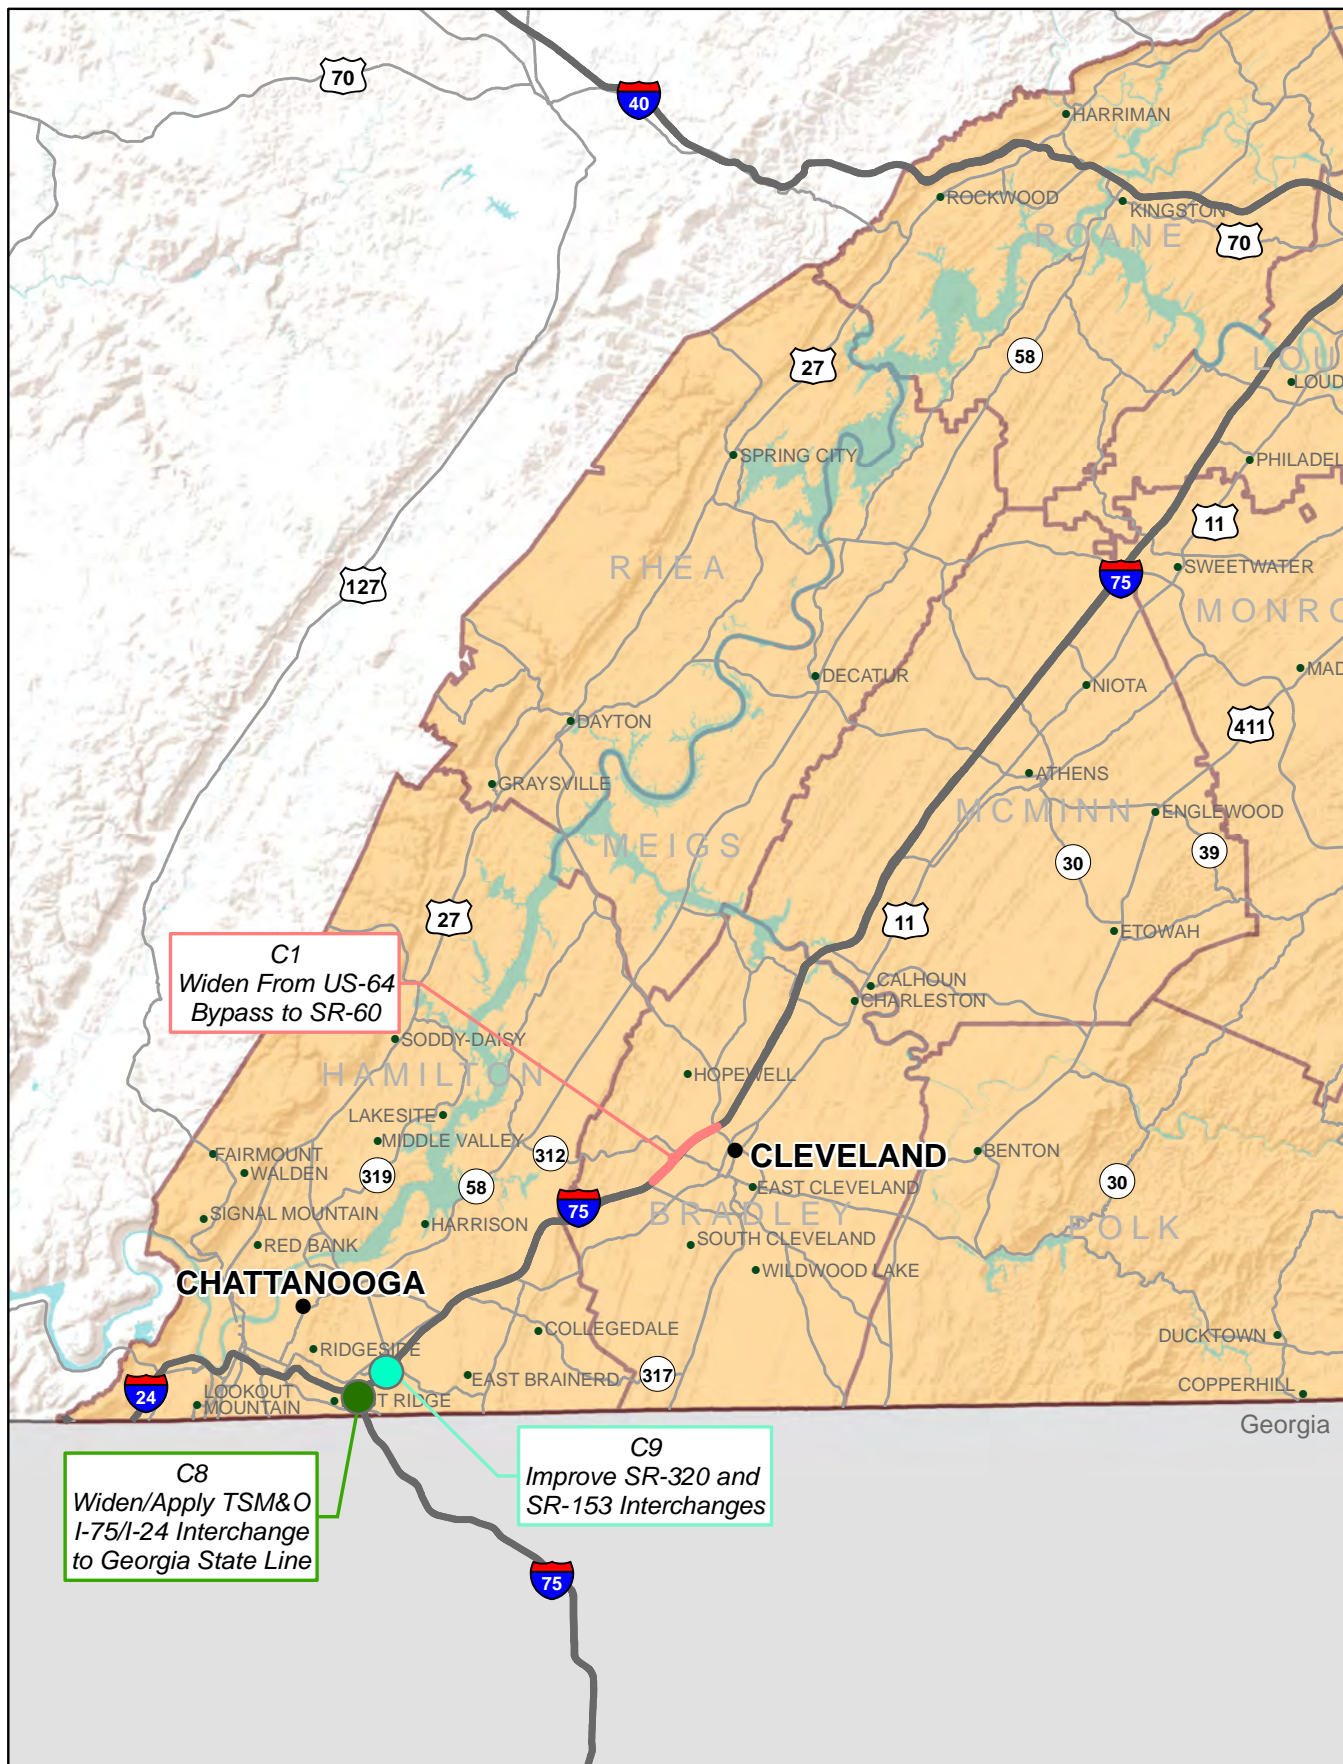 70
40
HARRIMAN
ROCKWOOD
KINGSTON
ROANE
70
58
27
LOU
LOUD
SPRING CITY
PHILADEL
11
RHEA
75
SWEETWATER
127
MONRO
DECATUR
NIOTA
MAD
DAYTON
411
GRAYSVILLE
ATHENS
MCMINN
ENGLEWOOD
MEIGS
30
39
27
11
ETOWAH
C1
Widen From US-64
Bypass to SR-60
CALHOUN
CHARLESTON
SODDY-DAISY
HAMILTON
HOPEWELL
LAKESITE
MIDDLE VALLEY
312
CLEVELAND
BENTON
FAIRMOUNT
WALDEN
319
58
EAST CLEVELAND
30
75
BRADLEY
SIGNAL MOUNTAIN
HARRISON
POLK
RED BANK
SOUTH CLEVELAND
WILDWOOD LAKE
CHATTANOOGA
COLLEGEDALE
DUCKTOWN
RIDGESIDE
317
EAST BRAINERD
24
LOOKOUT
MOUNTAIN
T RIDGE
COPPERHILL
Georgia
C9
Improve SR-320 and
SR-153 Interchanges
C8
Widen/Apply TSM&O
I-75/I-24 Interchange
to Georgia State Line
75